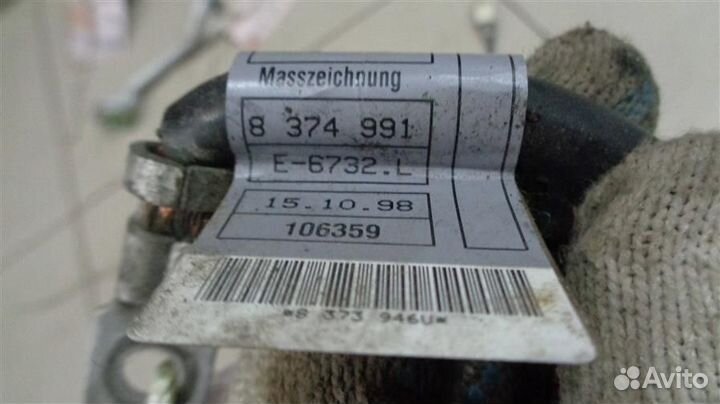 Masszeichnung
8 374 991
E-6732.L
15.10.98
106359
*8 373 946U*
Avito